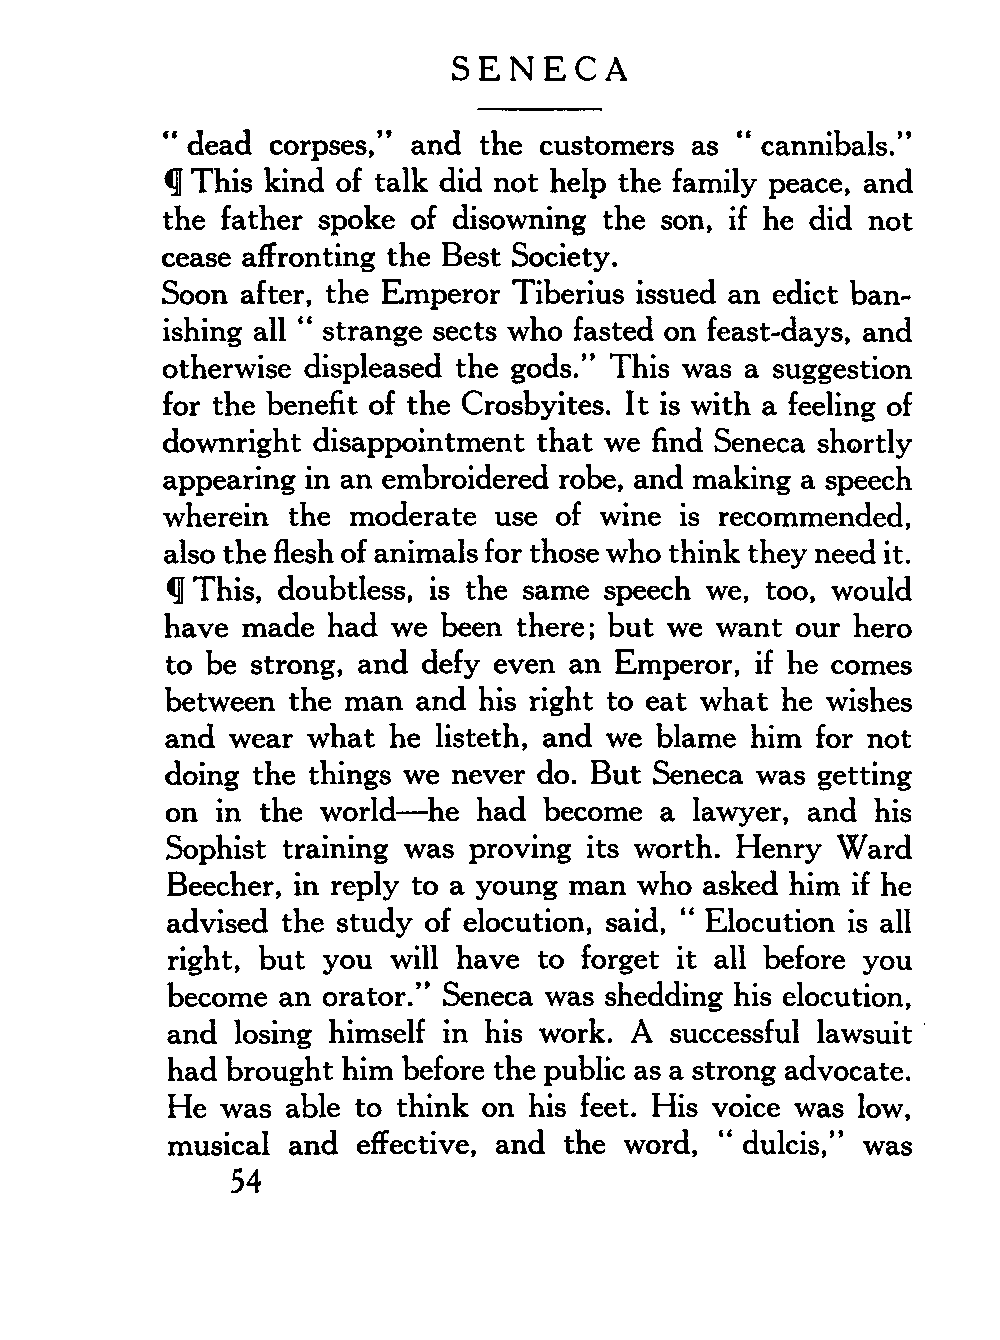 SENECA
“ dead corpses,” and the customers as “ cannibals.”
¶ This kind of talk did not help the family peace, and
the father spoke of disowning the son, if he did not
cease affronting the Best Society.
Soon after, the Emperor Tiberius issued an edict ban-
ishing all “ strange sects who fasted on feast-days, and
otherwise displeased the gods.” This was a suggestion
for the benefit of the Crosbyites. It is with a feeling of
downright disappointment that we find Seneca shortly
appearing in an embroidered robe, and making a speech
wherein the moderate use of wine is recommended,
also the flesh of animals for those who think they need it.
¶ This, doubtless, is the same speech we, too, would
have made had we been there; but we want our hero
to be strong, and defy even an Emperor, if he comes
between the man and his right to eat what he wishes
and wear what he listeth, and we blame him for not
doing the things we never do. But Seneca was getting
on in the world—he had become a lawyer, and his
Sophist training was proving its worth. Henry Ward
Beecher, in reply to a young man who asked him if he
advised the study of elocution, said, “ Elocution is all
right, but you will have to forget it all before you
become an orator.” Seneca was shedding his elocution,
and losing himself in his work. A successful lawsuit
had brought him before the public as a strong advocate.
He was able to think on his feet. His voice was low,
musical and effective, and the word, “ dulcis,” was
54